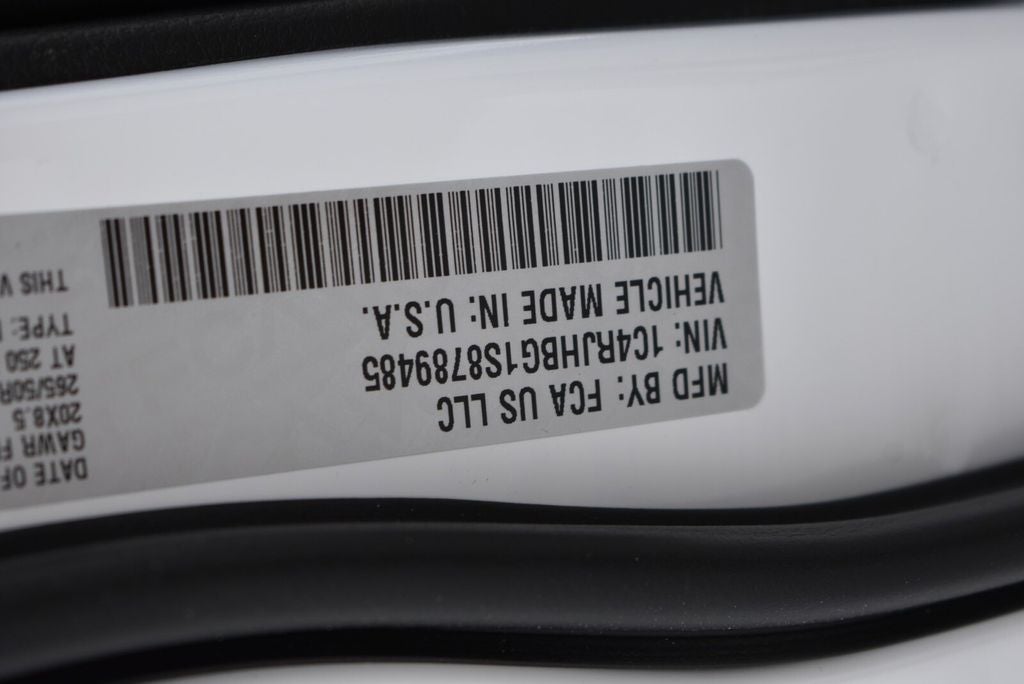 MFD BY: FCA US LLC
VIN: 1C4RJHBG1S8789485
VEHICLE MADE IN: U.S.A.
DATE OF
GAWR
20X8.5
265/50R
AT 250
TYPE:
THIS